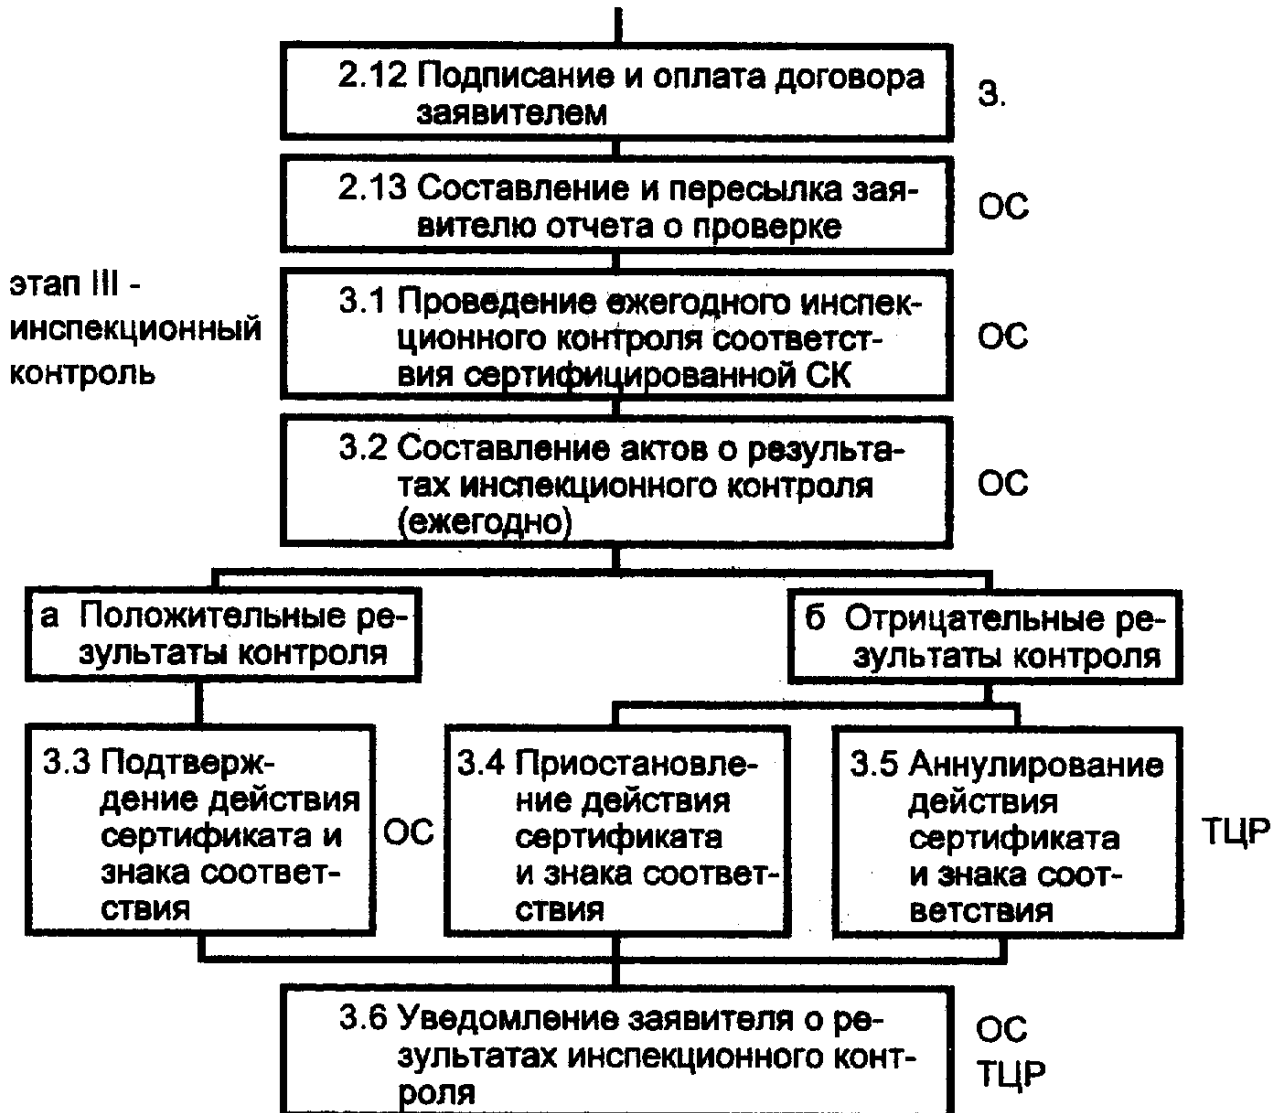 2.12 Подписание и оплата договора
заявителем
З.
2.13 Составление и пересылка зая-
вителю отчета о проверке
ОС
этап III -
инспекционный
контроль
3.1 Проведение ежегодного инспек-
ционного контроля соответст-
вия сертифицированной СК
ОС
3.2 Составление актов о результа-
тах инспекционного контроля
(ежегодно)
ОС
а Положительные ре-
зультаты контроля
б Отрицательные ре-
зультаты контроля
3.3 Подтверж-
дение действия
сертификата и
знака соответ-
ствия
ОС
3.4 Приостановле-
ние действия
сертификата
и знака соответ-
ствия
3.5 Аннулирование
действия
сертификата
и знака соот-
ветствия
ТЦР
3.6 Уведомление заявителя о ре-
зультатах инспекционного конт-
роля
ОС
ТЦР